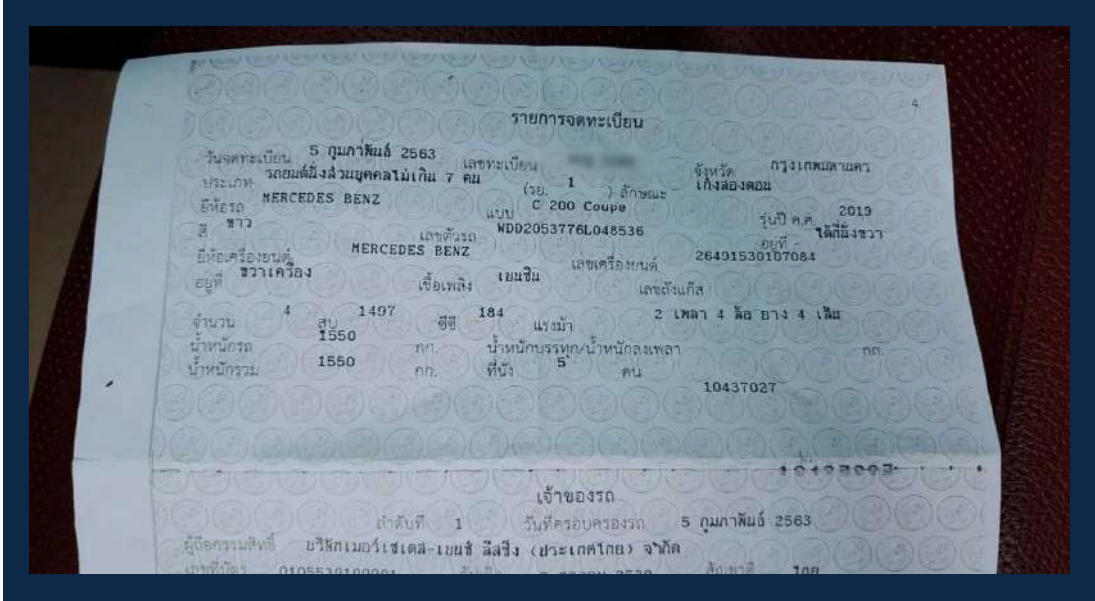 4
รายการจดทะเบียน
วันจดทะเบียน 5 กุมภาพันธ์ 2563 เลขทะเบียน จังหวัด กรุงเทพมหานคร
ประเภท รถยนต์นั่งส่วนบุคคลไม่เกิน 7 คน (รย. 1 ) ลักษณะ เก๋งสองตอน
ยี่ห้อรถ MERCEDES BENZ แบบ C 200 Coupe รุ่นปี ค.ศ. 2019
สี ขาว เลขตัวรถ WDD2053776L048536 อยู่ที่ - ใต้ที่นั่งขวา
ยี่ห้อเครื่องยนต์ MERCEDES BENZ เลขเครื่องยนต์ 26491530107084
อยู่ที่ ขวาเครื่อง เชื้อเพลิง เบนซิน เลขถังแก๊ส
จำนวน 4 สูบ 1497 ซีซี 184 แรงม้า 2 เพลา 4 ล้อ ยาง 4 เส้น
น้ำหนักรถ 1550 กก. น้ำหนักบรรทุก/น้ำหนักลงเพลา กก.
น้ำหนักรวม 1550 กก. ที่นั่ง 5 คน
10437027
เจ้าของรถ
ลำดับที่ 1 วันที่ครอบครองรถ 5 กุมภาพันธ์ 2563
ผู้ถือกรรมสิทธิ์ บริษัทเมอร์เซเดส-เบนซ์ ลีสซิ่ง (ประเทศไทย) จำกัด
เลขที่บัตร สัญชาติ ไทย